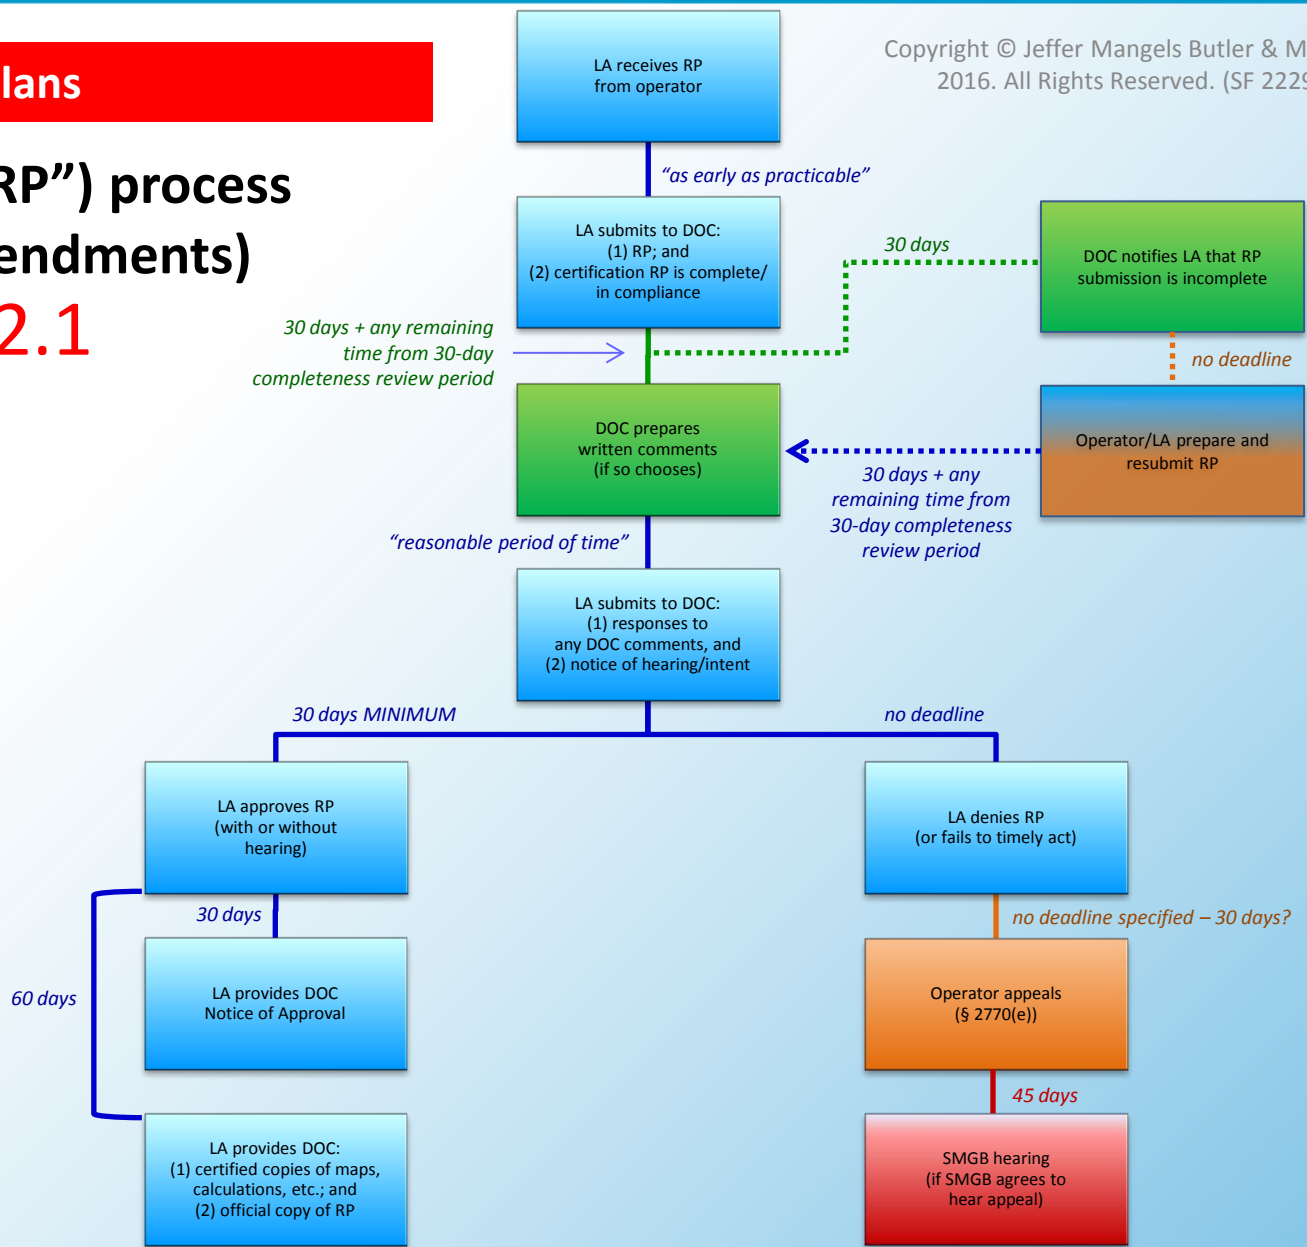 lans
RP”) process
endments)
2.1
Copyright © Jeffer Mangels Butler & M
2016. All Rights Reserved. (SF 2229
LA receives RP
from operator
“as early as practicable”
LA submits to DOC:
(1) RP; and
(2) certification RP is complete/
in compliance
30 days
DOC notifies LA that RP
submission is incomplete
30 days + any remaining
time from 30-day
completeness review period
no deadline
DOC prepares
written comments
(if so chooses)
Operator/LA prepare and
resubmit RP
30 days + any
remaining time from
30-day completeness
review period
“reasonable period of time”
LA submits to DOC:
(1) responses to
any DOC comments, and
(2) notice of hearing/intent
30 days MINIMUM
no deadline
LA approves RP
(with or without
hearing)
LA denies RP
(or fails to timely act)
30 days
no deadline specified – 30 days?
60 days
LA provides DOC
Notice of Approval
Operator appeals
(§ 2770(e))
45 days
LA provides DOC:
(1) certified copies of maps,
calculations, etc.; and
(2) official copy of RP
SMGB hearing
(if SMGB agrees to
hear appeal)